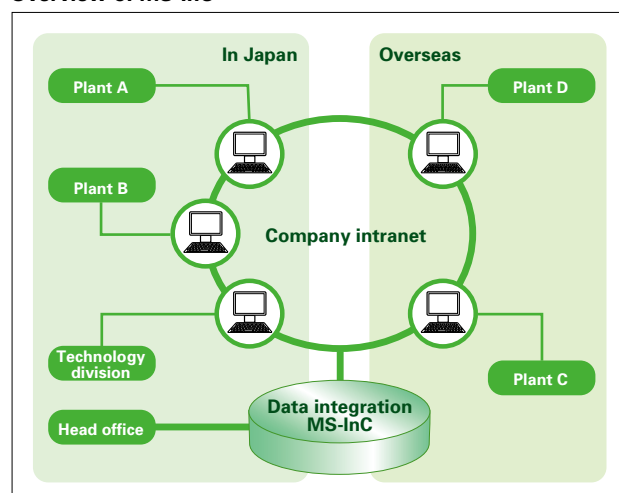 In Japan
Overseas
Plant A
Plant D
Plant B
Company intranet
Technology
division
Plant C
Data integration
MS-InC
Head office